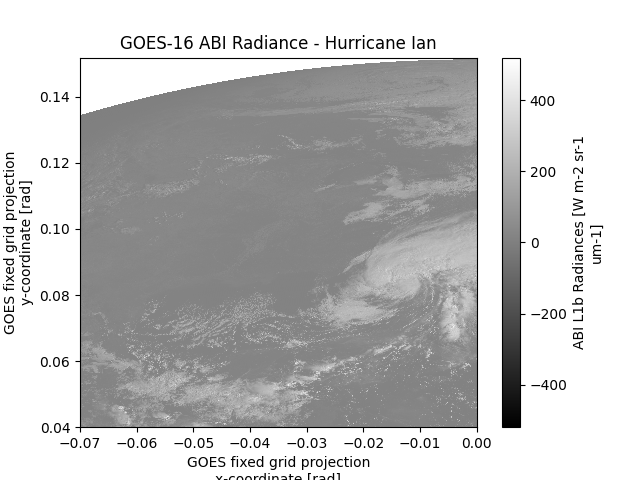 GOES-16 ABI Radiance - Hurricane Ian
0.14
0.12
0.10
0.08
0.06
0.04
GOES fixed grid projection
y-coordinate [rad]
−0.07 −0.06 −0.05 −0.04 −0.03 −0.02 −0.01 0.00
GOES fixed grid projection
x-coordinate [rad]
400
200
0
−200
−400
ABI L1b Radiances [W m-2 sr-1
um-1]